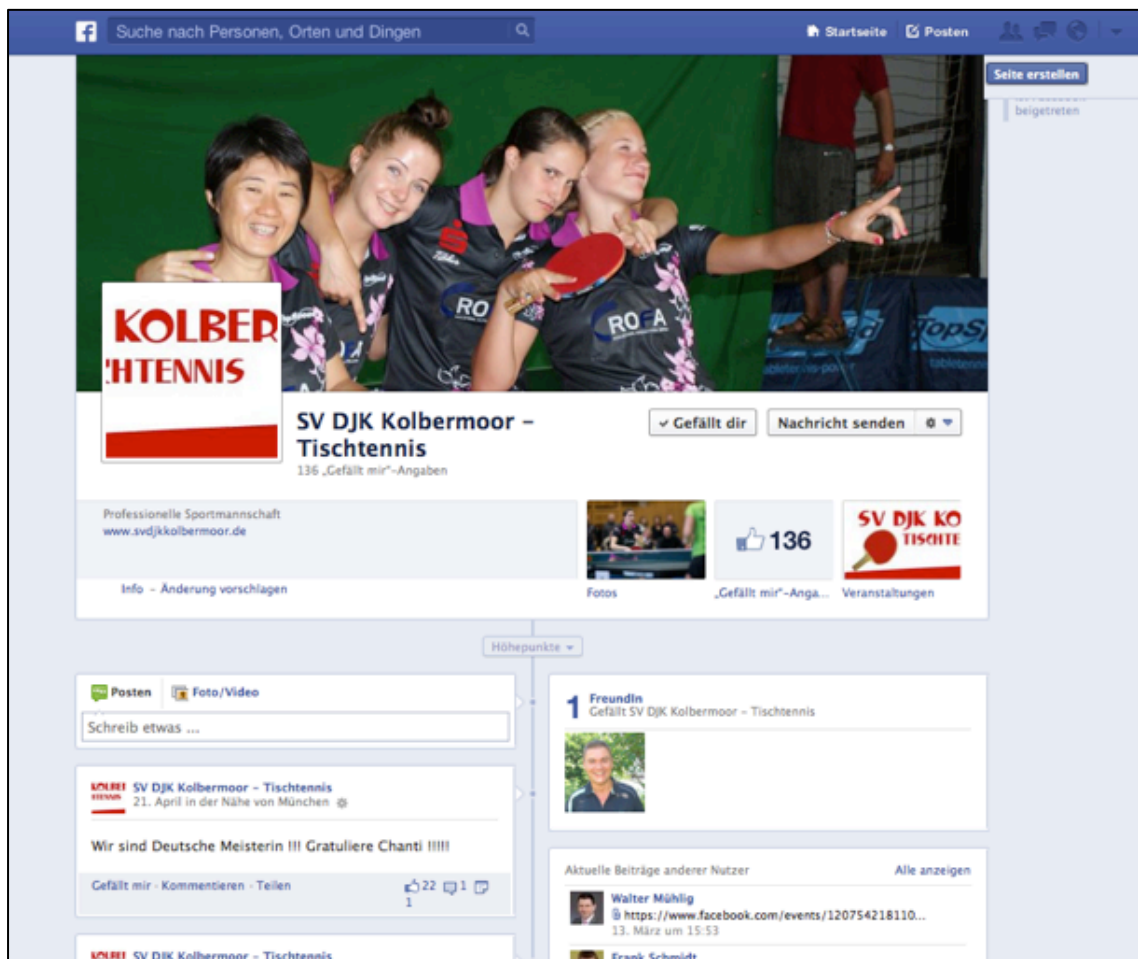 Suche nach Personen, Orten und Dingen
Startseite
Posten
Seite erstellen
beigetreten
ROFA
ROFA
TopSp
KOLBER
CHTENNIS
SV DJK Kolbermoor – Tischtennis
136 „Gefällt mir“-Angaben
✓ Gefällt dir
Nachricht senden
Professionelle Sportmannschaft
www.svdjkkolbermoor.de
Info – Änderung vorschlagen
136
SV DJK KO
TISCHTE
Fotos
„Gefällt mir“-Anga...
Veranstaltungen
Höhepunkte
Posten
Foto/Video
Schreib etwas ...
KOLBER
TENNIS
SV DJK Kolbermoor – Tischtennis
21. April in der Nähe von München
Wir sind Deutsche Meisterin !!! Gratuliere Chanti !!!!!
Gefällt mir · Kommentieren · Teilen
22
1
1
SV DJK Kolbermoor – Tischtennis
1
FreundIn
Gefällt SV DJK Kolbermoor – Tischtennis
Aktuelle Beiträge anderer Nutzer
Alle anzeigen
Walter Mühlig
https://www.facebook.com/events/120754218110...
13. März um 15:53
Frank Schmidt